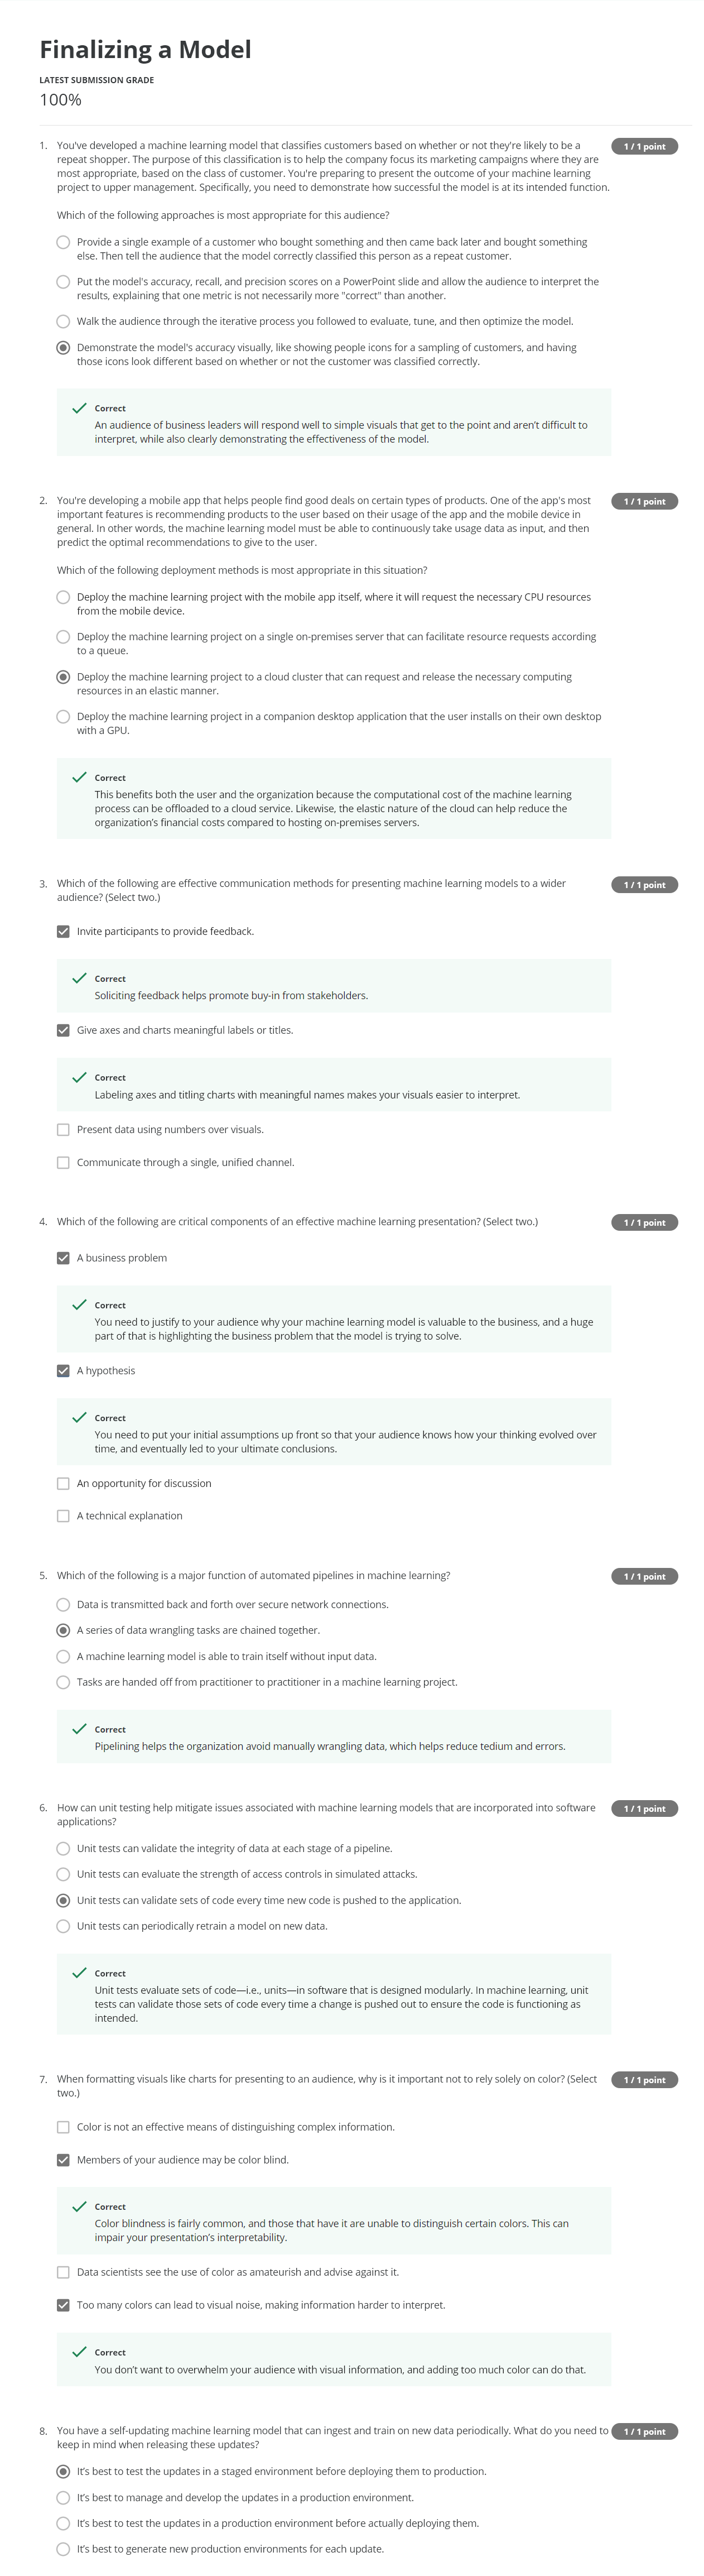 Finalizing a Model
LATEST SUBMISSION GRADE
100%
1. You've developed a machine learning model that classifies customers based on whether or not they're likely to be a
1 / 1 point
repeat shopper. The purpose of this classification is to help the company focus its marketing campaigns where they are
most appropriate, based on the class of customer. You're preparing to present the outcome of your machine learning
project to upper management. Specifically, you need to demonstrate how successful the model is at its intended function.
Which of the following approaches is most appropriate for this audience?
Provide a single example of a customer who bought something and then came back later and bought something
else. Then tell the audience that the model correctly classified this person as a repeat customer.
Put the model's accuracy, recall, and precision scores on a PowerPoint slide and allow the audience to interpret the
results, explaining that one metric is not necessarily more "correct" than another.
Walk the audience through the iterative process you followed to evaluate, tune, and then optimize the model.
Demonstrate the model's accuracy visually, like showing people icons for a sampling of customers, and having
those icons look different based on whether or not the customer was classified correctly.
Correct
An audience of business leaders will respond well to simple visuals that get to the point and aren't difficult to
interpret, while also clearly demonstrating the effectiveness of the model.
2. You're developing a mobile app that helps people find good deals on certain types of products. One of the app's most
1 / 1 point
important features is recommending products to the user based on their usage of the app and the mobile device in
general. In other words, the machine learning model must be able to continuously take usage data as input, and then
predict the optimal recommendations to give to the user.
Which of the following deployment methods is most appropriate in this situation?
Deploy the machine learning project with the mobile app itself, where it will request the necessary CPU resources
from the mobile device.
Deploy the machine learning project on a single on-premises server that can facilitate resource requests according
to a queue.
Deploy the machine learning project to a cloud cluster that can request and release the necessary computing
resources in an elastic manner.
Deploy the machine learning project in a companion desktop application that the user installs on their own desktop
with a GPU.
Correct
This benefits both the user and the organization because the computational cost of the machine learning
process can be offloaded to a cloud service. Likewise, the elastic nature of the cloud can help reduce the
organization's financial costs compared to hosting on-premises servers.
3. Which of the following are effective communication methods for presenting machine learning models to a wider
1 / 1 point
audience? (Select two.)
Invite participants to provide feedback.
Correct
Soliciting feedback helps promote buy-in from stakeholders.
Give axes and charts meaningful labels or titles.
Correct
Labeling axes and titling charts with meaningful names makes your visuals easier to interpret.
Present data using numbers over visuals.
Communicate through a single, unified channel.
4. Which of the following are critical components of an effective machine learning presentation? (Select two.)
1 / 1 point
A business problem
Correct
You need to justify to your audience why your machine learning model is valuable to the business, and a huge
part of that is highlighting the business problem that the model is trying to solve.
A hypothesis
Correct
You need to put your initial assumptions up front so that your audience knows how your thinking evolved over
time, and eventually led to your ultimate conclusions.
An opportunity for discussion
A technical explanation
5. Which of the following is a major function of automated pipelines in machine learning?
1 / 1 point
Data is transmitted back and forth over secure network connections.
A series of data wrangling tasks are chained together.
A machine learning model is able to train itself without input data.
Tasks are handed off from practitioner to practitioner in a machine learning project.
Correct
Pipelining helps the organization avoid manually wrangling data, which helps reduce tedium and errors.
6. How can unit testing help mitigate issues associated with machine learning models that are incorporated into software
1 / 1 point
applications?
Unit tests can validate the integrity of data at each stage of a pipeline.
Unit tests can evaluate the strength of access controls in simulated attacks.
Unit tests can validate sets of code every time new code is pushed to the application.
Unit tests can periodically retrain a model on new data.
Correct
Unit tests evaluate sets of code—i.e., units—in software that is designed modularly. In machine learning, unit
tests can validate those sets of code every time a change is pushed out to ensure the code is functioning as
intended.
7. When formatting visuals like charts for presenting to an audience, why is it important not to rely solely on color? (Select
1 / 1 point
two.)
Color is not an effective means of distinguishing complex information.
Members of your audience may be color blind.
Correct
Color blindness is fairly common, and those that have it are unable to distinguish certain colors. This can
impair your presentation's interpretability.
Data scientists see the use of color as amateurish and advise against it.
Too many colors can lead to visual noise, making information harder to interpret.
Correct
You don't want to overwhelm your audience with visual information, and adding too much color can do that.
8. You have a self-updating machine learning model that can ingest and train on new data periodically. What do you need to
1 / 1 point
keep in mind when releasing these updates?
It's best to test the updates in a staged environment before deploying them to production.
It's best to manage and develop the updates in a production environment.
It's best to test the updates in a production environment before actually deploying them.
It's best to generate new production environments for each update.